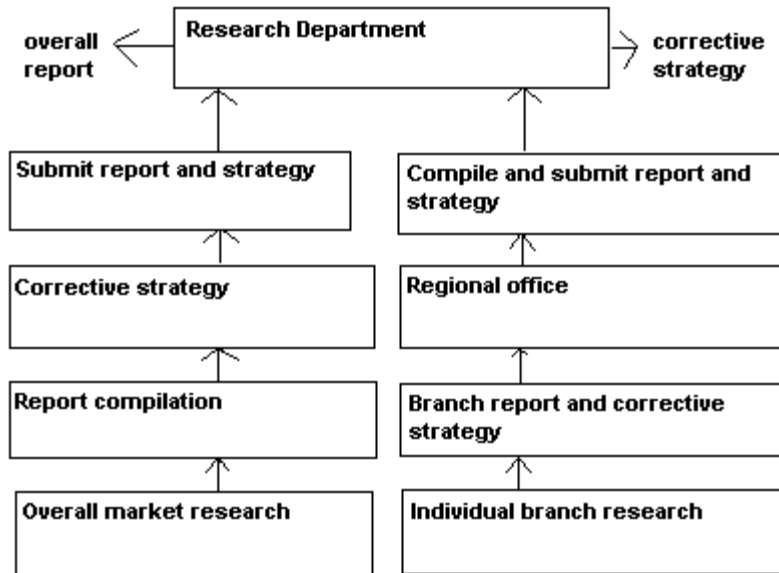 Research Department
overall
report
corrective
strategy
Submit report and strategy
Compile and submit report and
strategy
Corrective strategy
Regional office
Report compilation
Branch report and corrective
strategy
Overall market research
Individual branch research